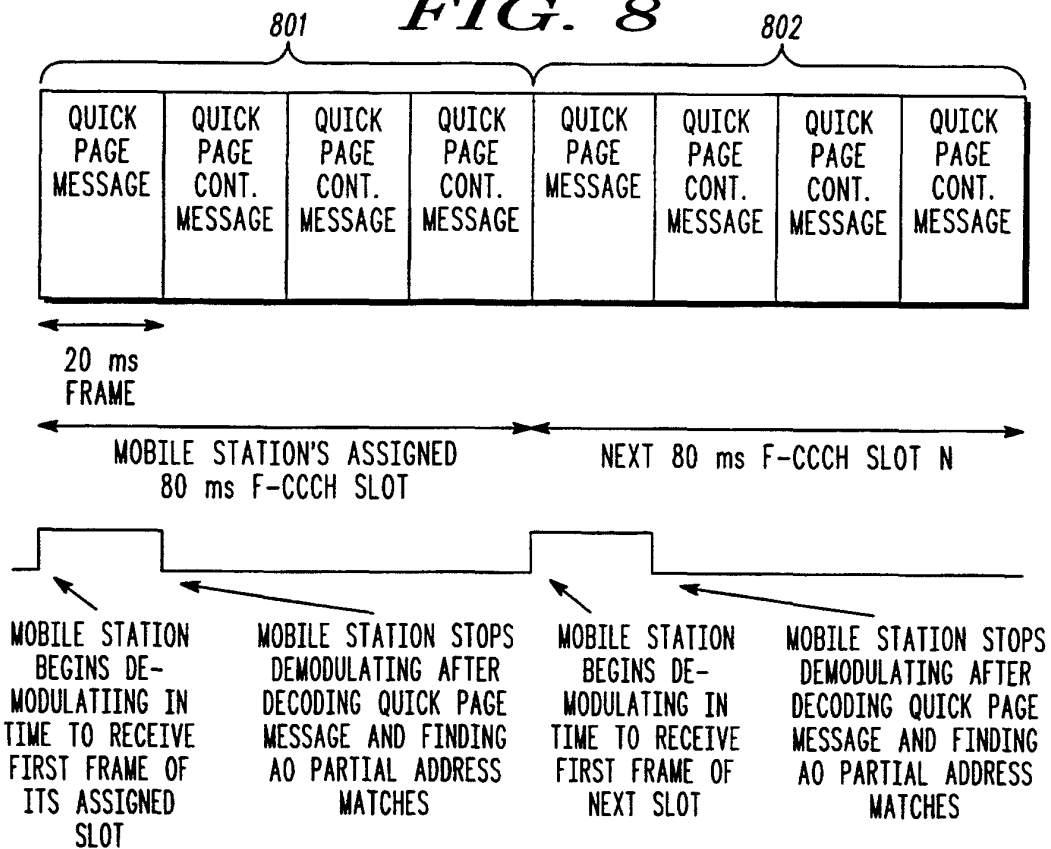 FIG. 8
801
802
QUICK
PAGE
MESSAGE
QUICK
PAGE
CONT.
MESSAGE
QUICK
PAGE
CONT.
MESSAGE
QUICK
PAGE
CONT.
MESSAGE
QUICK
PAGE
MESSAGE
QUICK
PAGE
CONT.
MESSAGE
QUICK
PAGE
CONT.
MESSAGE
QUICK
PAGE
CONT.
MESSAGE
20 ms
FRAME
MOBILE STATION'S ASSIGNED
80 ms F-CCCH SLOT
NEXT 80 ms F-CCCH SLOT N
MOBILE STATION
BEGINS DE-
MODULATIING IN
TIME TO RECEIVE
FIRST FRAME OF
ITS ASSIGNED
SLOT
MOBILE STATION STOPS
DEMODULATING AFTER
DECODING QUICK PAGE
MESSAGE AND FINDING
AO PARTIAL ADDRESS
MATCHES
MOBILE STATION
BEGINS DE-
MODULATING IN
TIME TO RECEIVE
FIRST FRAME OF
NEXT SLOT
MOBILE STATION STOPS
DEMODULATING AFTER
DECODING QUICK PAGE
MESSAGE AND FINDING
AO PARTIAL ADDRESS
MATCHES